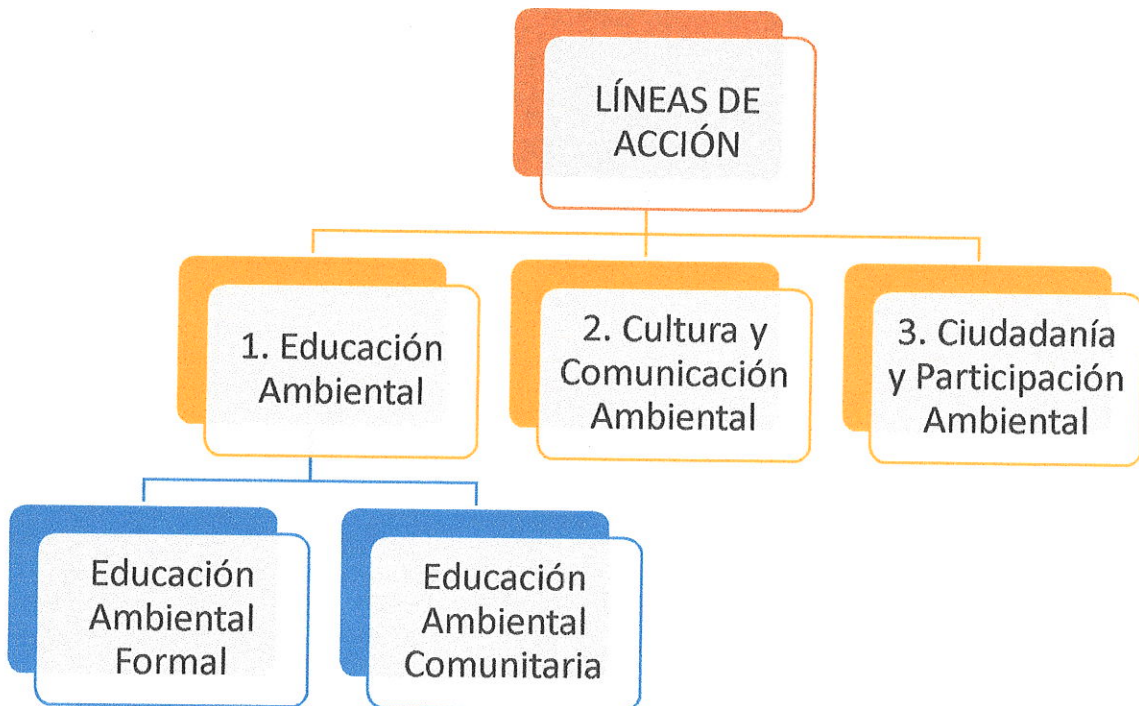 LÍNEAS DE
ACCIÓN
1. Educación
Ambiental
2. Cultura y
Comunicación
Ambiental
3. Ciudadanía
y Participación
Ambiental
Educación
Ambiental
Formal
Educación
Ambiental
Comunitaria